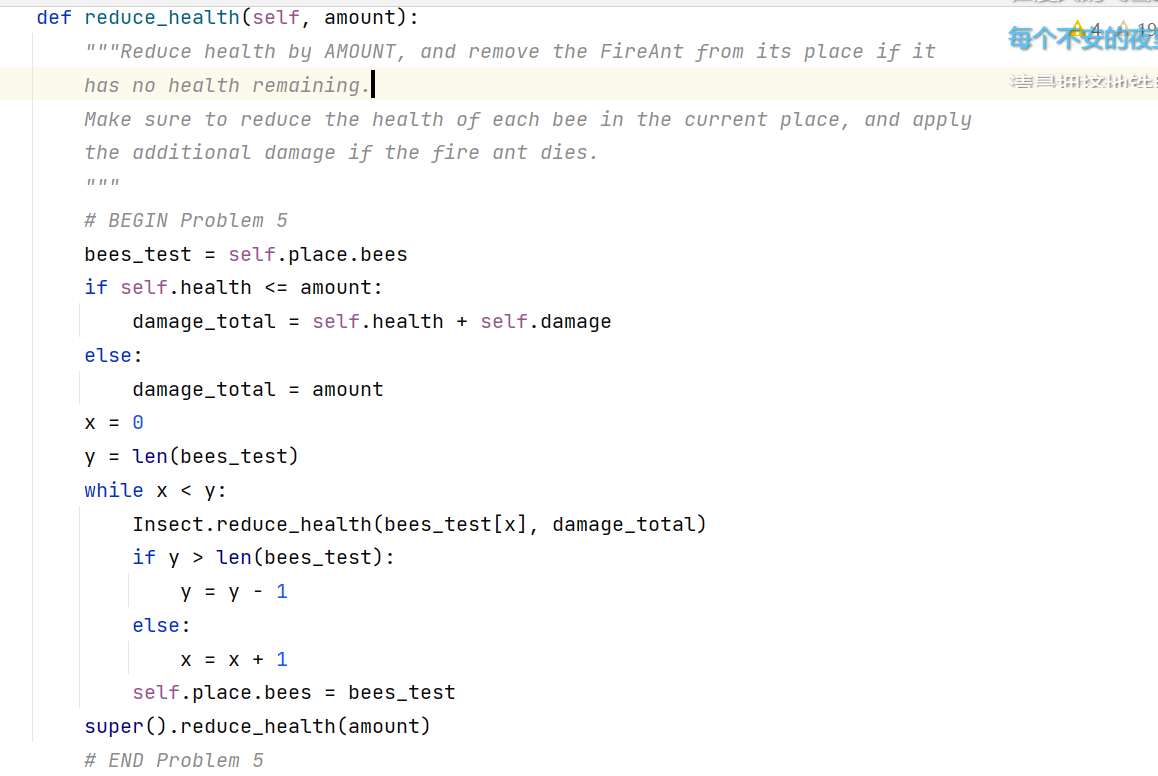 def reduce_health(self, amount):
    """Reduce health by AMOUNT, and remove the FireAnt from its place if it
    has no health remaining.
    Make sure to reduce the health of each bee in the current place, and apply
    the additional damage if the fire ant dies.
    """
    # BEGIN Problem 5
    bees_test = self.place.bees
    if self.health <= amount:
        damage_total = self.health + self.damage
    else:
        damage_total = amount
    x = 0
    y = len(bees_test)
    while x < y:
        Insect.reduce_health(bees_test[x], damage_total)
        if y > len(bees_test):
            y = y - 1
        else:
            x = x + 1
        self.place.bees = bees_test
    super().reduce_health(amount)
    # END Problem 5
4 19
每个不安的夜